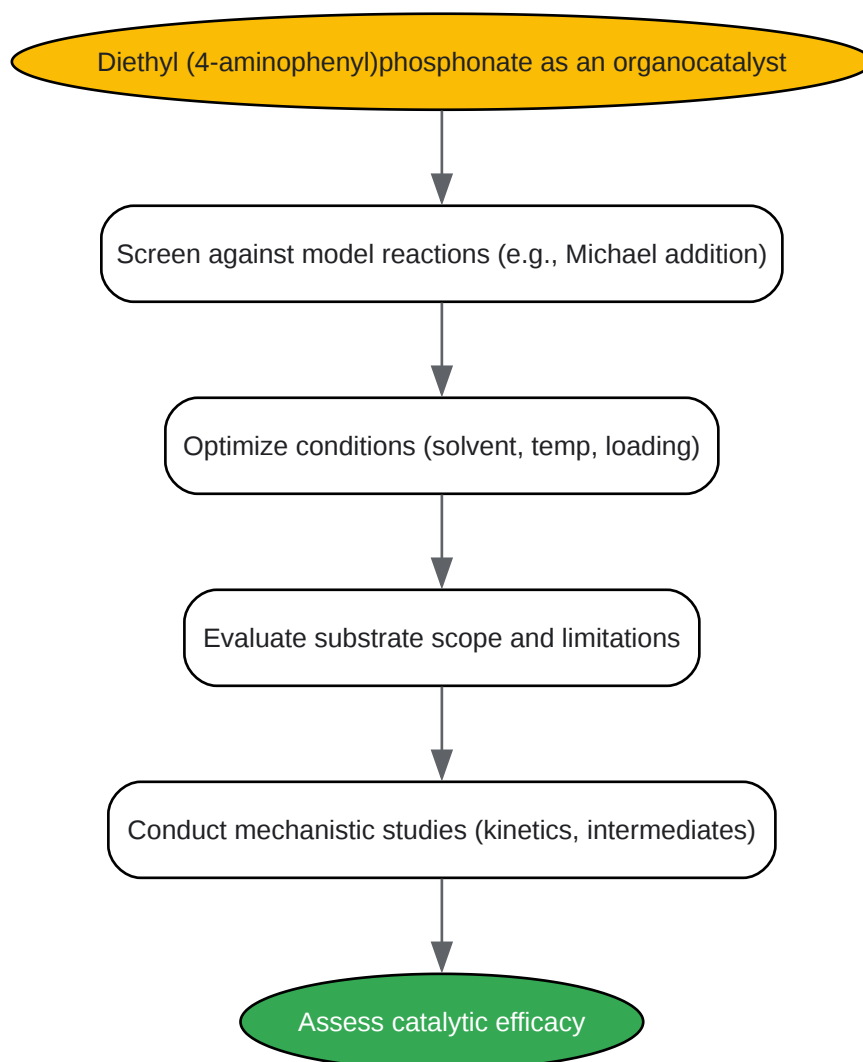 Diethyl (4-aminophenyl)phosphonate as an organocatalyst
Screen against model reactions (e.g., Michael addition)
Optimize conditions (solvent, temp, loading)
Evaluate substrate scope and limitations
Conduct mechanistic studies (kinetics, intermediates)
Assess catalytic efficacy